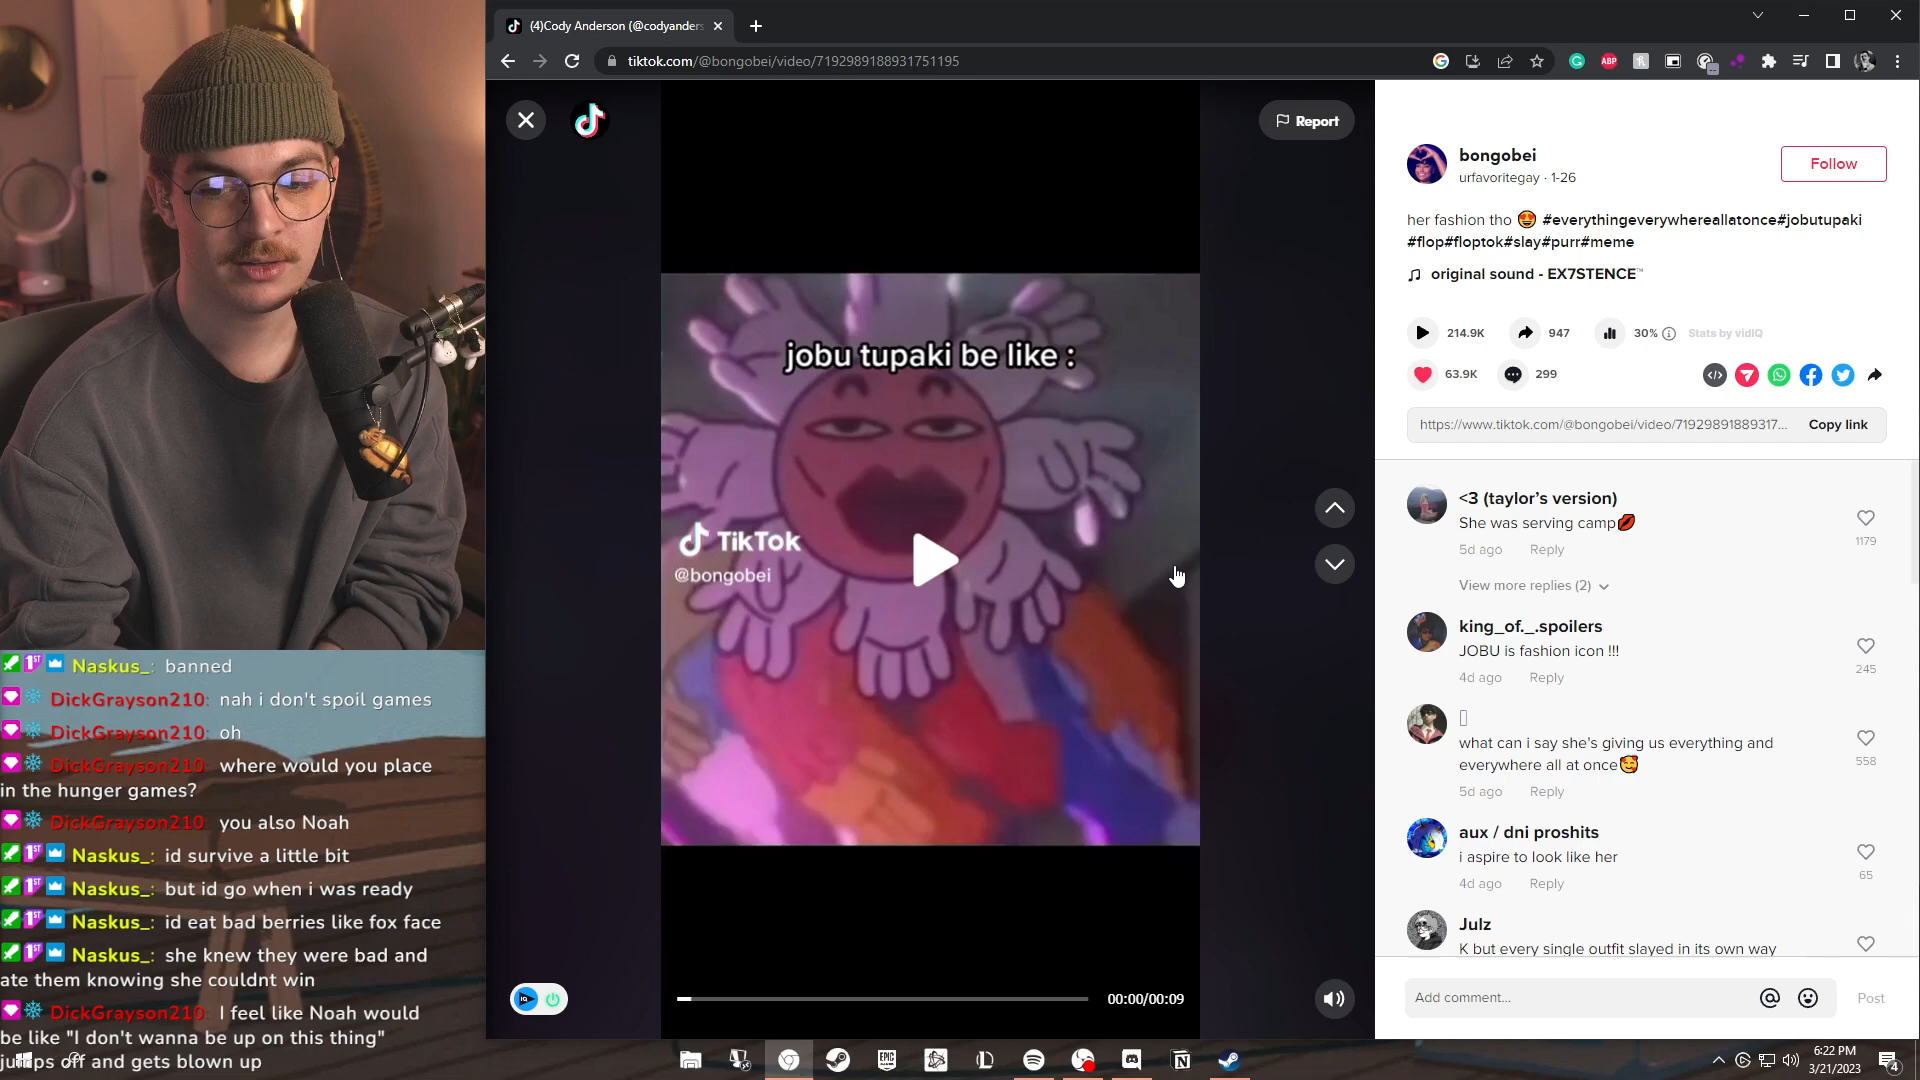 (4)Cody Anderson (@codyanders
tiktok.com/@bongobei/video/7192989188931751195
ABP
Report
jobu tupaki be like :
TikTok
@bongobei
00:00/00:09
bongobei
urfavoritegay · 1-26
Follow
her fashion tho 😍 #everythingeverywhereallatonce#jobutupaki
#flop#floptok#slay#purr#meme
original sound - EX7STENCE™
214.9K
947
30%
Stats by vidIQ
63.9K
299
https://www.tiktok.com/@bongobei/video/71929891889317...
Copy link
<3 (taylor's version)
She was serving camp💋
5d ago Reply
1179
View more replies (2)
king_of._.spoilers
JOBU is fashion icon !!!
4d ago Reply
245
what can i say she's giving us everything and
everywhere all at once🥰
5d ago Reply
558
aux / dni proshits
i aspire to look like her
4d ago Reply
65
Julz
K but every single outfit slayed in its own way
Add comment...
Post
Naskus_: banned
DickGrayson210: nah i don't spoil games
DickGrayson210: oh
DickGrayson210: where would you place
in the hunger games?
DickGrayson210: you also Noah
Naskus_: id survive a little bit
Naskus_: but id go when i was ready
Naskus_: id eat bad berries like fox face
Naskus_: she knew they were bad and
ate them knowing she couldnt win
DickGrayson210: I feel like Noah would
be like "I don't wanna be up on this thing"
jumps off and gets blown up
EPIC
6:22 PM
3/21/2023
4